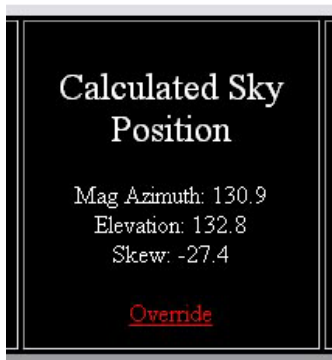 Calculated Sky
Position
Mag Azimuth: 130.9
Elevation: 132.8
Skew: -27.4
Override